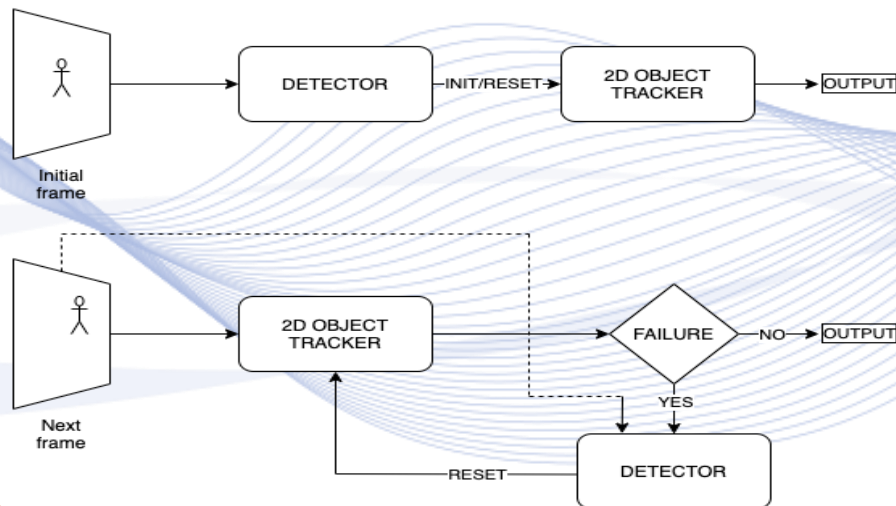 DETECTOR
INIT/RESET
2D OBJECT
TRACKER
OUTPUT
Initial
frame
2D OBJECT
TRACKER
FAILURE
NO
OUTPUT
YES
Next
frame
DETECTOR
RESET